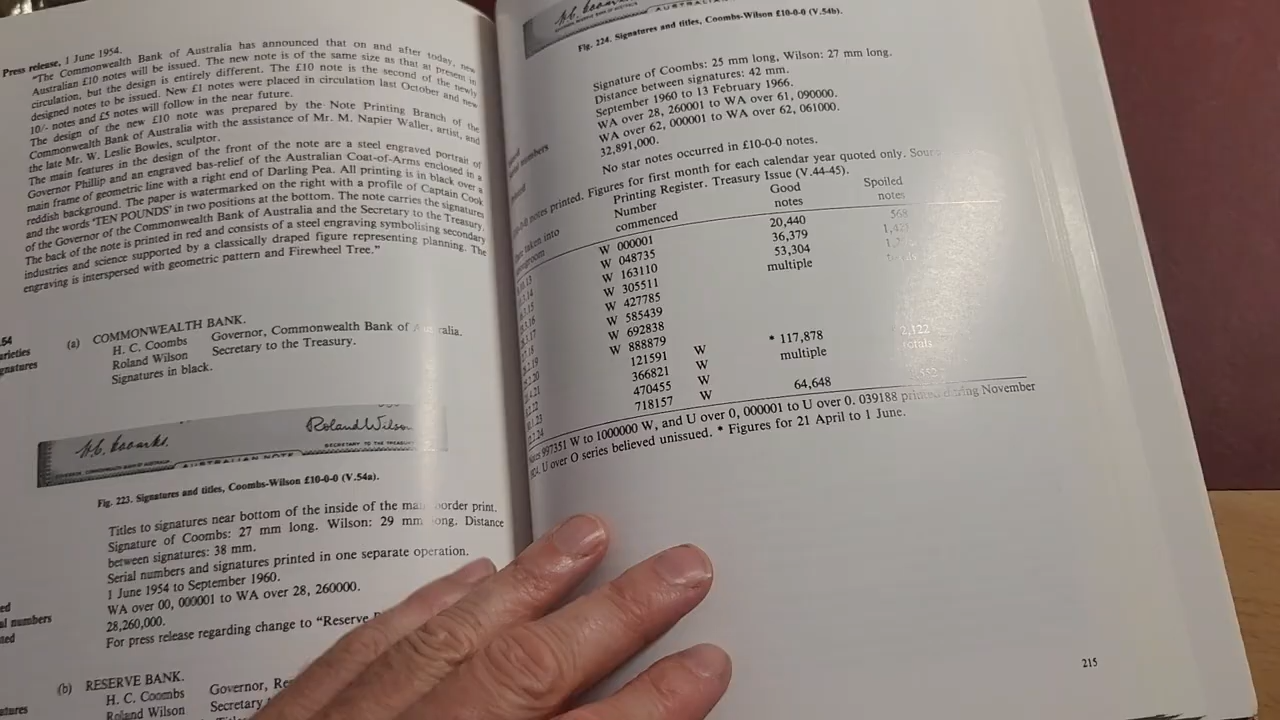 Press release, 1 June 1954.
"The Commonwealth Bank of Australia has announced that on and after today, new
Australian £10 notes will be issued. The new note is of the same size as that at present in
circulation, but the design is entirely different. The £10 note is the second of the newly
designed notes to be issued. New £1 notes were placed in circulation last October and new
10/- notes and £5 notes will follow in the near future.
The design of the new £10 note was prepared by the Note Printing Branch of the
Commonwealth Bank of Australia with the assistance of Mr. M. Napier Waller, artist, and
the late Mr. W. Leslie Bowles, sculptor.
The main features in the design of the front of the note are a steel engraved portrait of
Governor Phillip and an engraved bas-relief of the Australian Coat-of-Arms enclosed in a
main frame of geometric line with a right end of Darling Pea. All printing is in black over a
reddish background. The paper is watermarked on the right with a profile of Captain Cook
and the words 'TEN POUNDS' in two positions at the bottom. The note carries the signatures
of the Governor of the Commonwealth Bank of Australia and the Secretary to the Treasury.
The back of the note is printed in red and consists of a steel engraving symbolising secondary
industries and science supported by a classically draped figure representing planning. The
engraving is interspersed with geometric pattern and Firewheel Tree."
54
(a) COMMONWEALTH BANK.
H. C. Coombs Governor, Commonwealth Bank of
Roland Wilson Secretary to the Treasury.
Signatures in black.
H.C. Coombs.
Roland Wilson
SECRETARY TO THE TREASURY
AUSTRALIAN NOTE
Fig. 223. Signatures and titles, Coombs-Wilson £10-0-0 (V.54a).
Titles to signatures near bottom of the inside of the border print.
Signature of Coombs: 27 mm long. Wilson: 29 mm long. Distance
between signatures: 38 mm.
Serial numbers and signatures printed in one separate operation.
1 June 1954 to September 1960.
WA over 00, 000001 to WA over 28, 260000.
28,260,000.
For press release regarding change to "Reserve
numbers
(b) RESERVE BANK.
H. C. Coombs Governor,
Roland Wilson Secretary
Fig. 224. Signatures and titles, Coombs-Wilson £10-0-0 (V.54b).
Signature of Coombs: 25 mm long, Wilson: 27 mm long.
Distance between signatures: 42 mm.
September 1960 to 13 February 1966.
WA over 28, 260001 to WA over 61, 090000.
WA over 62, 000001 to WA over 62, 061000.
32,891,000.
numbers
No star notes occurred in £10-0-0 notes.
notes printed. Figures for first month for each calendar year quoted only.
Printing Register. Treasury Issue (V.44-45).
taken into
Number commenced
Good notes
Spoiled notes
W 000001 20,440 568
W 048735 36,379
W 163110 53,304
W 305511 multiple
W 427785
W 585439
W 692838
W 888879 * 117,878 2,122
121591 W multiple totals
366821 W
470455 W 64,648
718157 W
997351 W to 1000000 W, and U over 0, 000001 to U over 0. 039188 printed during November
U over O series believed unissued. * Figures for 21 April to 1 June.
215